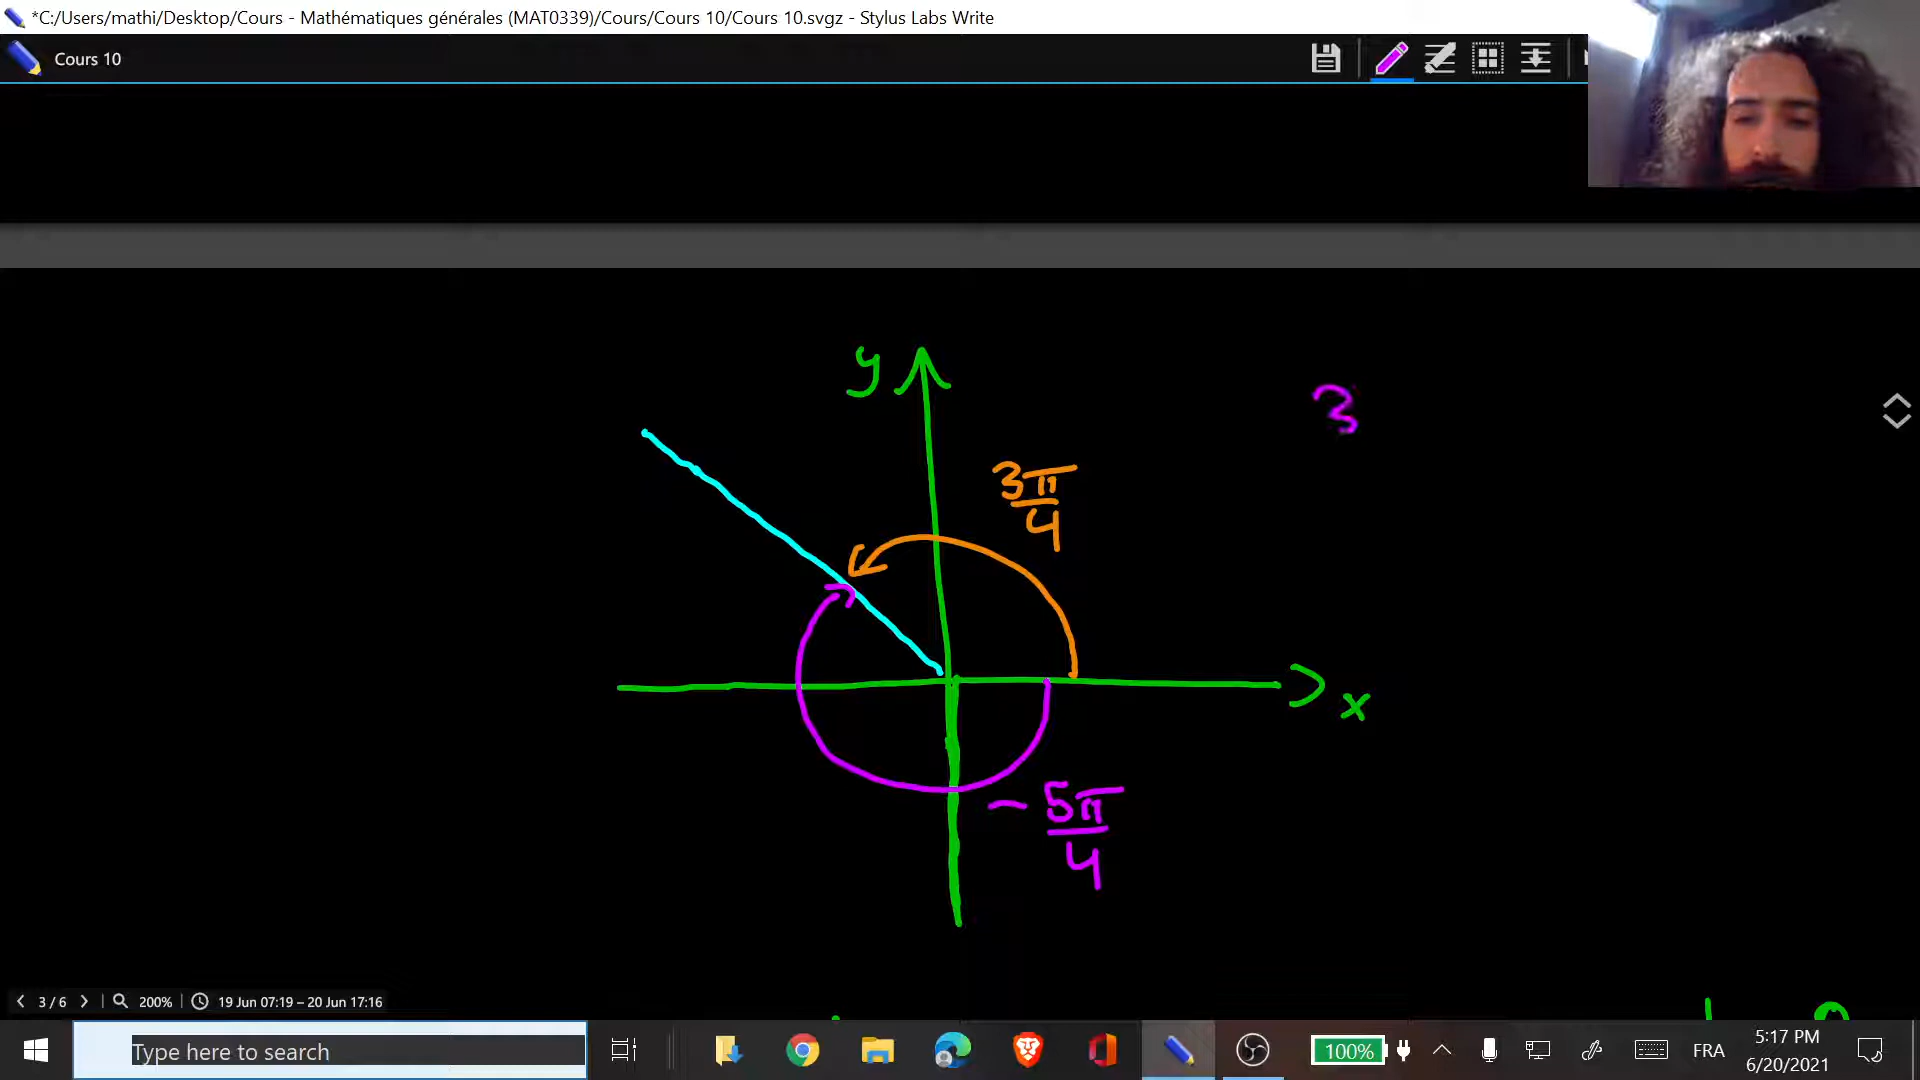 *C:/Users/mathi/Desktop/Cours - Mathématiques générales (MAT0339)/Cours/Cours 10/Cours 10.svgz - Stylus Labs Write
Cours 10
y
3
3π/4
x
- 5π/4
3 / 6
200%
19 Jun 07:19 – 20 Jun 17:16
Type here to search
100%
FRA
5:17 PM
6/20/2021